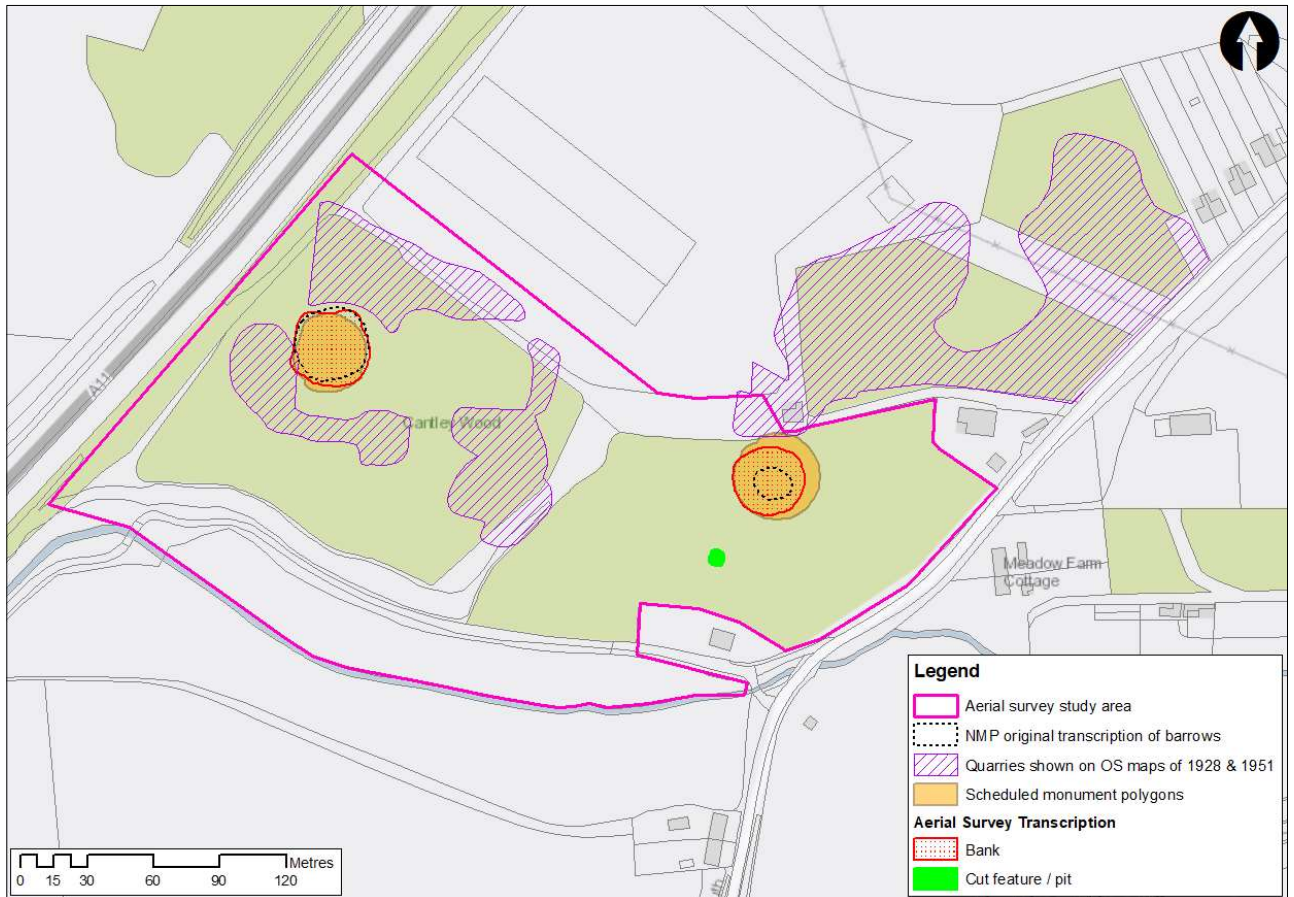 A11
Cantley Wood
Meadow Farm
Cottage
Legend
Aerial survey study area
NMP original transcription of barrows
Quarries shown on OS maps of 1928 & 1951
Scheduled monument polygons
Aerial Survey Transcription
Bank
Cut feature / pit
Metres
0 15 30 60 90 120